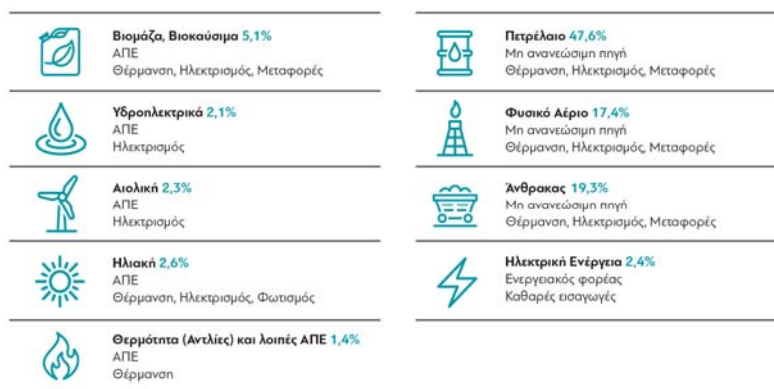 Βιομάζα, Βιοκαύσιμα 5,1%
ΑΠΕ
Θέρμανση, Ηλεκτρισμός, Μεταφορές
Υδροηλεκτρικά 2,1%
ΑΠΕ
Ηλεκτρισμός
Αιολική 2,3%
ΑΠΕ
Ηλεκτρισμός
Ηλιακή 2,6%
ΑΠΕ
Θέρμανση, Ηλεκτρισμός, Φωτισμός
Θερμότητα (Αντλίες) και λοιπές ΑΠΕ 1,4%
ΑΠΕ
Θέρμανση
Πετρέλαιο 47,6%
Μη ανανεώσιμη πηγή
Θέρμανση, Ηλεκτρισμός, Μεταφορές
Φυσικό Αέριο 17,4%
Μη ανανεώσιμη πηγή
Θέρμανση, Ηλεκτρισμός, Μεταφορές
Άνθρακας 19,3%
Μη ανανεώσιμη πηγή
Θέρμανση, Ηλεκτρισμός, Μεταφορές
Ηλεκτρική Ενέργεια 2,4%
Ενεργειακός φορέας
Καθαρές εισαγωγές